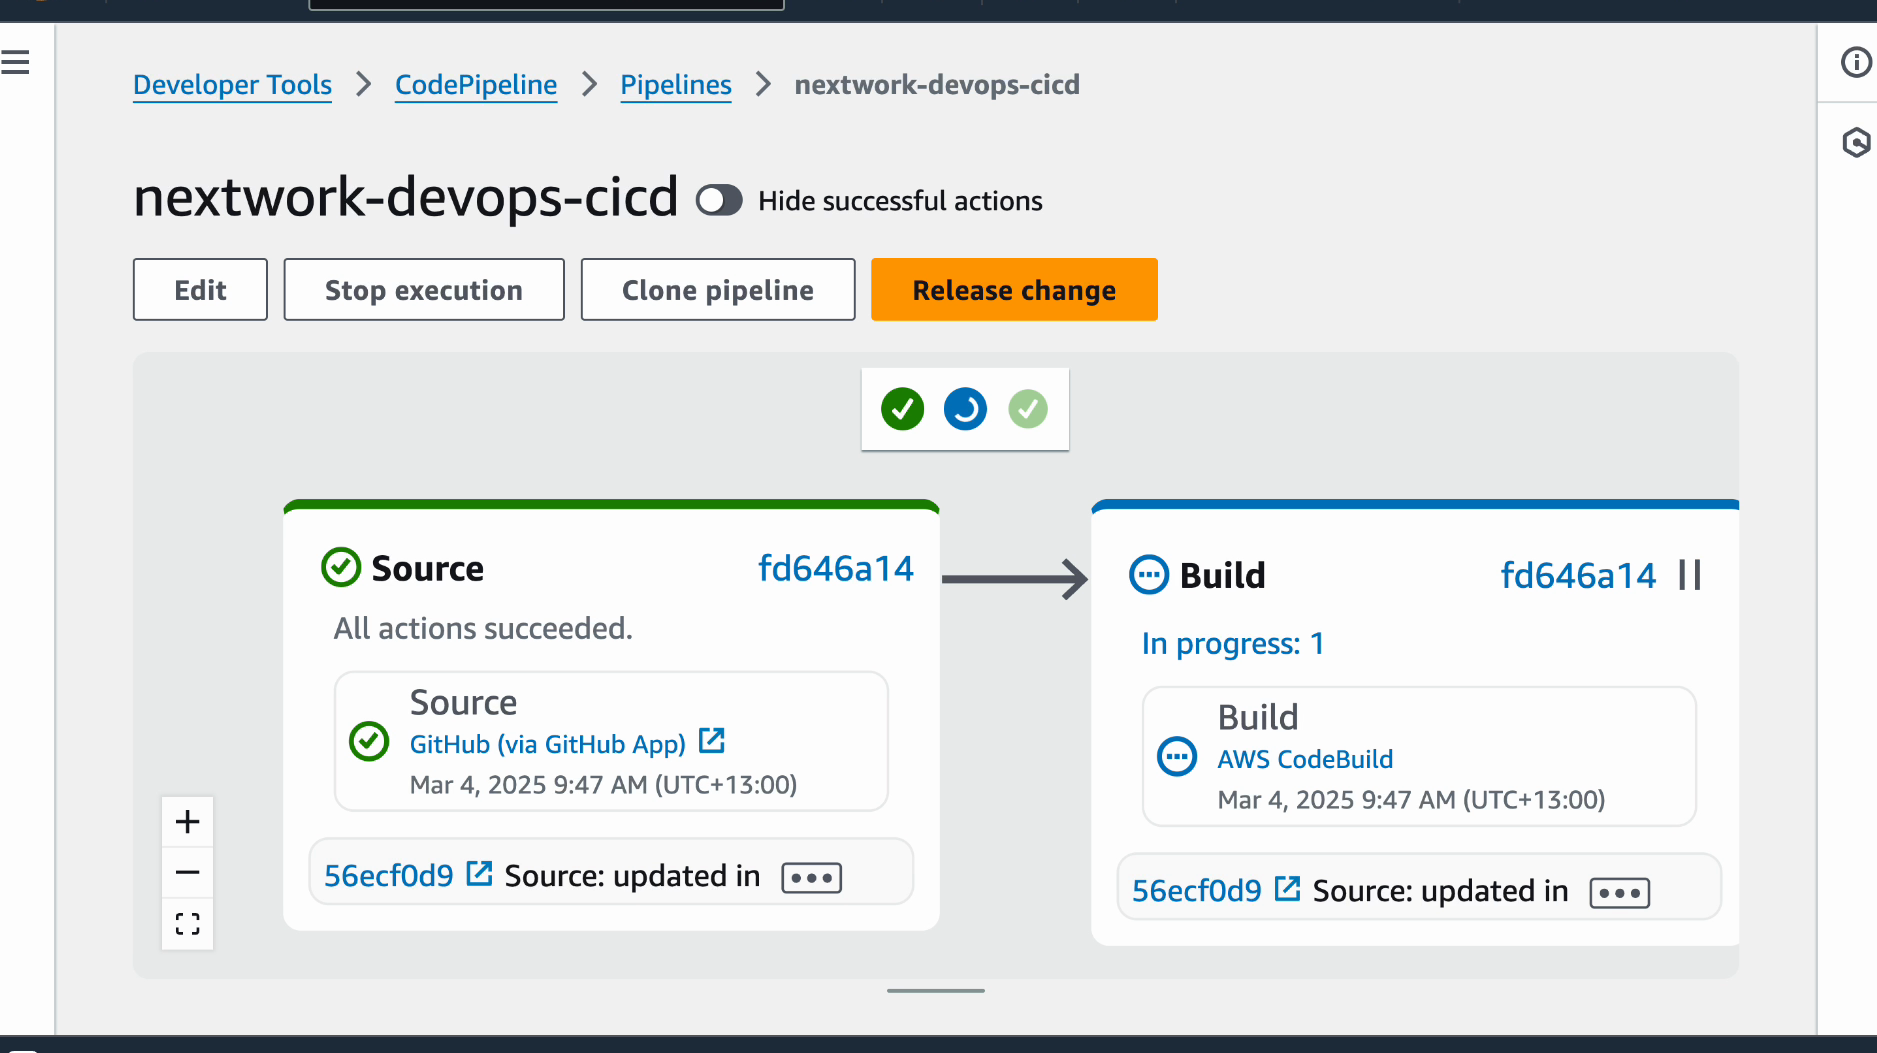 Developer Tools > CodePipeline > Pipelines > nextwork-devops-cicd
nextwork-devops-cicd Hide successful actions
Edit Stop execution Clone pipeline Release change
Source fd646a14
All actions succeeded.
Source
GitHub (via GitHub App)
Mar 4, 2025 9:47 AM (UTC+13:00)
56ecf0d9 Source: updated in
Build fd646a14
In progress: 1
Build
AWS CodeBuild
Mar 4, 2025 9:47 AM (UTC+13:00)
56ecf0d9 Source: updated in